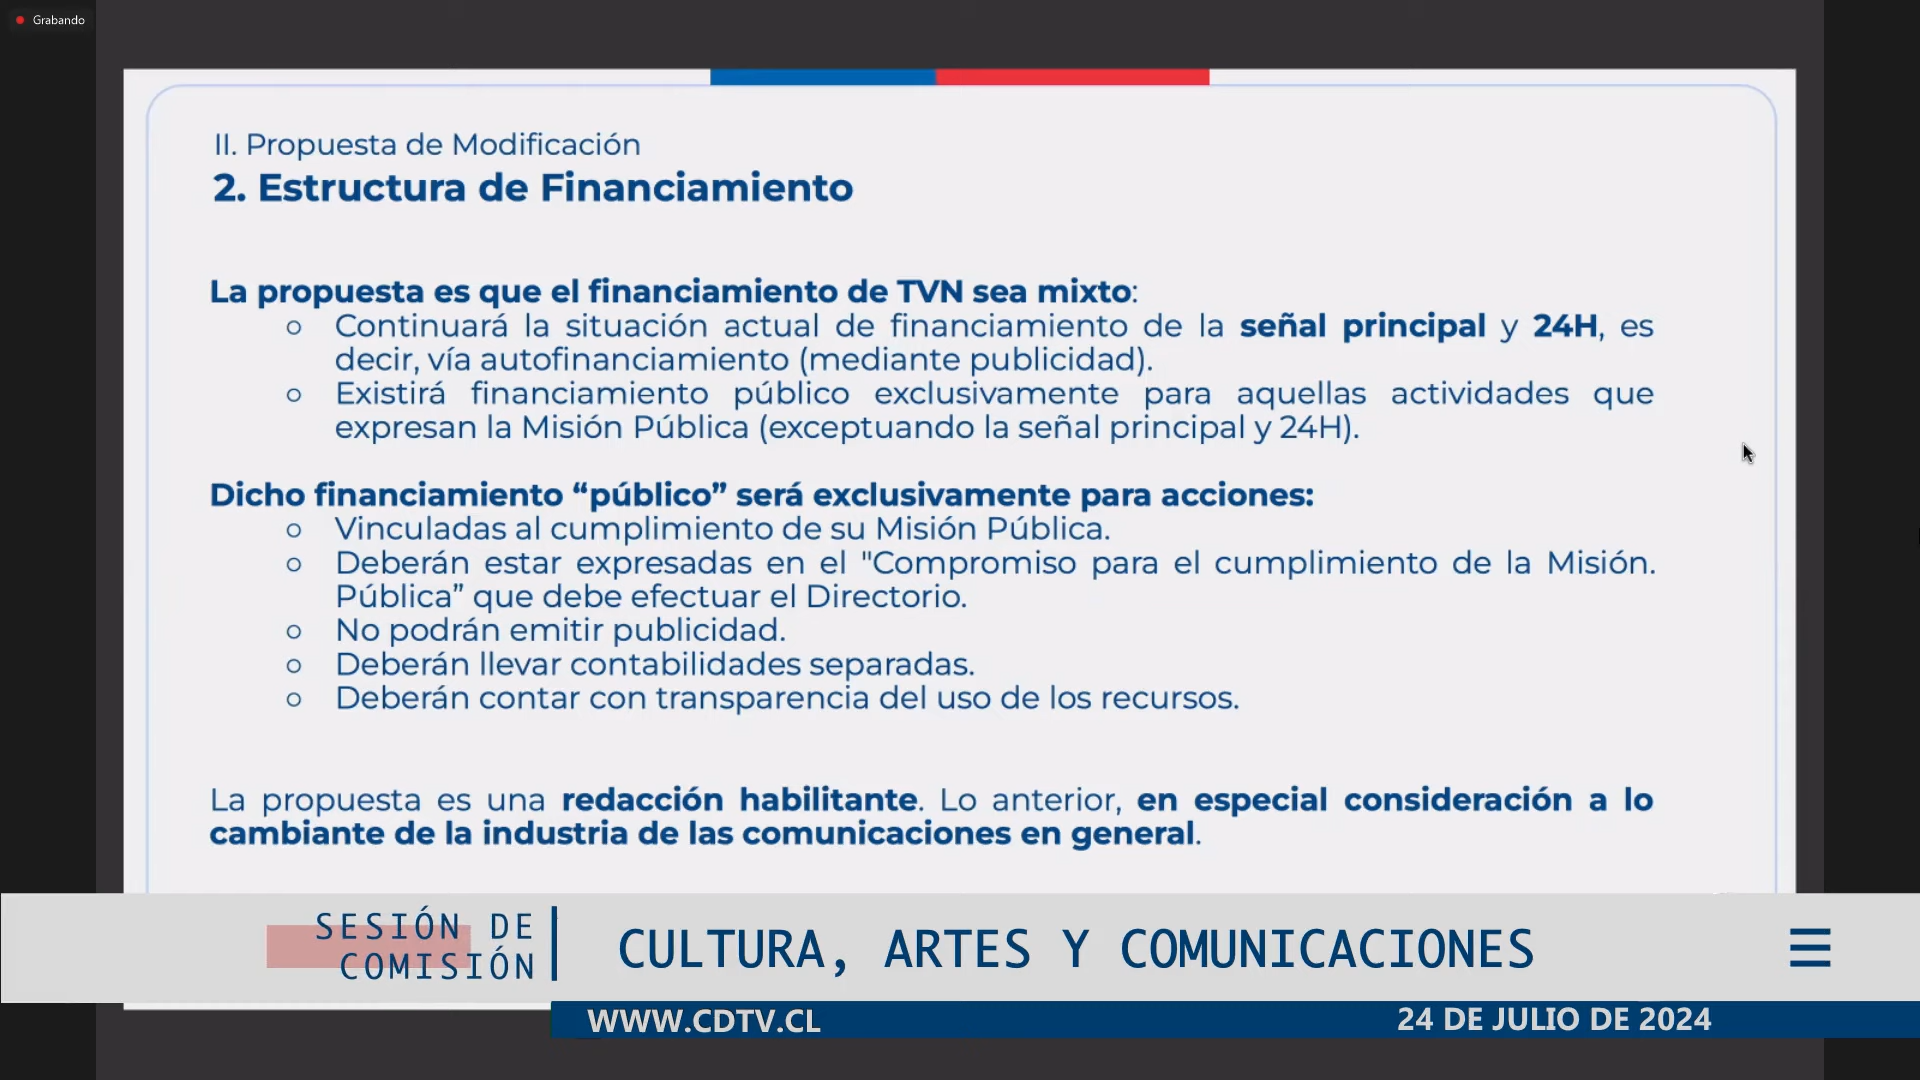 Grabando
II. Propuesta de Modificación
2. Estructura de Financiamiento
La propuesta es que el financiamiento de TVN sea mixto:
○ Continuará la situación actual de financiamiento de la señal principal y 24H, es
decir, vía autofinanciamiento (mediante publicidad).
○ Existirá financiamiento público exclusivamente para aquellas actividades que
expresan la Misión Pública (exceptuando la señal principal y 24H).
Dicho financiamiento “público” será exclusivamente para acciones:
○ Vinculadas al cumplimiento de su Misión Pública.
○ Deberán estar expresadas en el "Compromiso para el cumplimiento de la Misión.
Pública” que debe efectuar el Directorio.
○ No podrán emitir publicidad.
○ Deberán llevar contabilidades separadas.
○ Deberán contar con transparencia del uso de los recursos.
La propuesta es una redacción habilitante. Lo anterior, en especial consideración a lo
cambiante de la industria de las comunicaciones en general.
SESIÓN DE
COMISIÓN
CULTURA, ARTES Y COMUNICACIONES
WWW.CDTV.CL
24 DE JULIO DE 2024